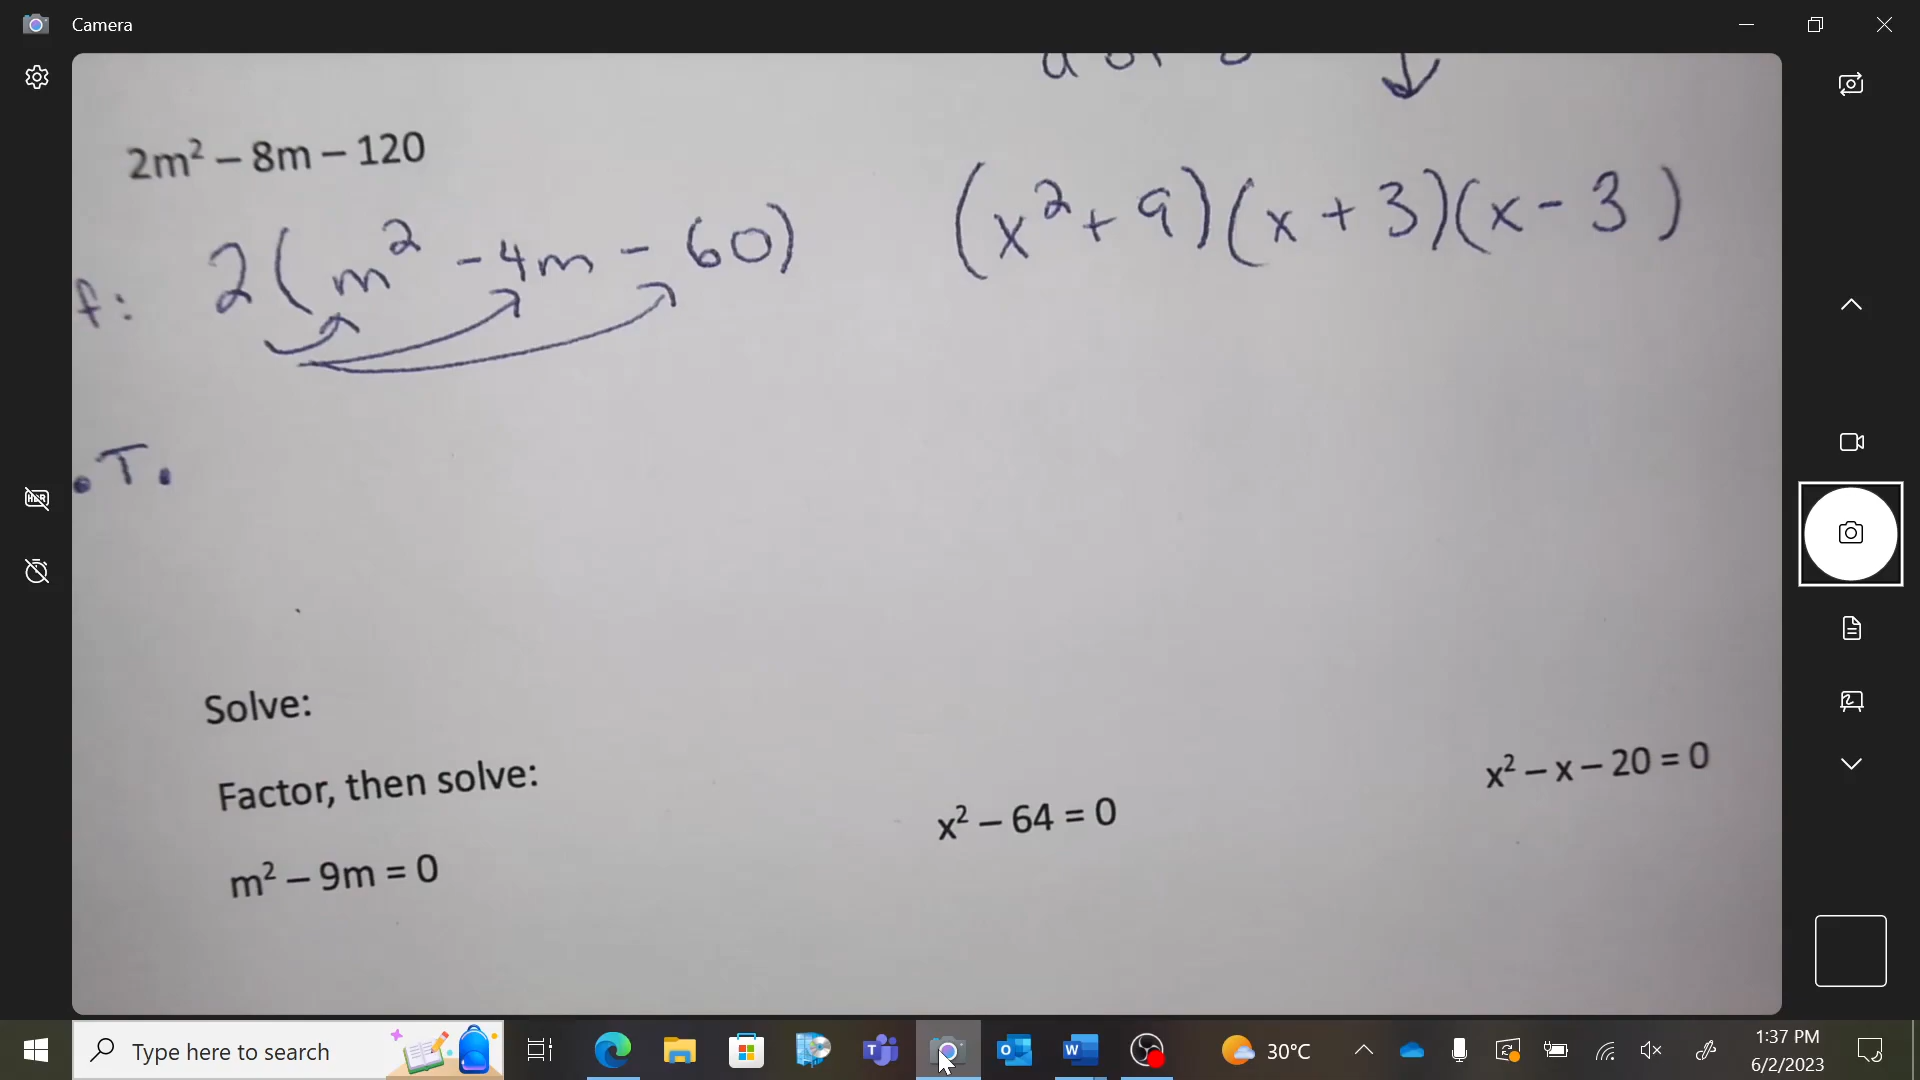 Camera
2m² – 8m – 120
2(m² - 4m - 60)
(x² + 9)(x + 3)(x - 3)
f:
.T.
Solve:
Factor, then solve:
m² – 9m = 0
x² – 64 = 0
x² – x – 20 = 0
Type here to search
30°C
1:37 PM
6/2/2023